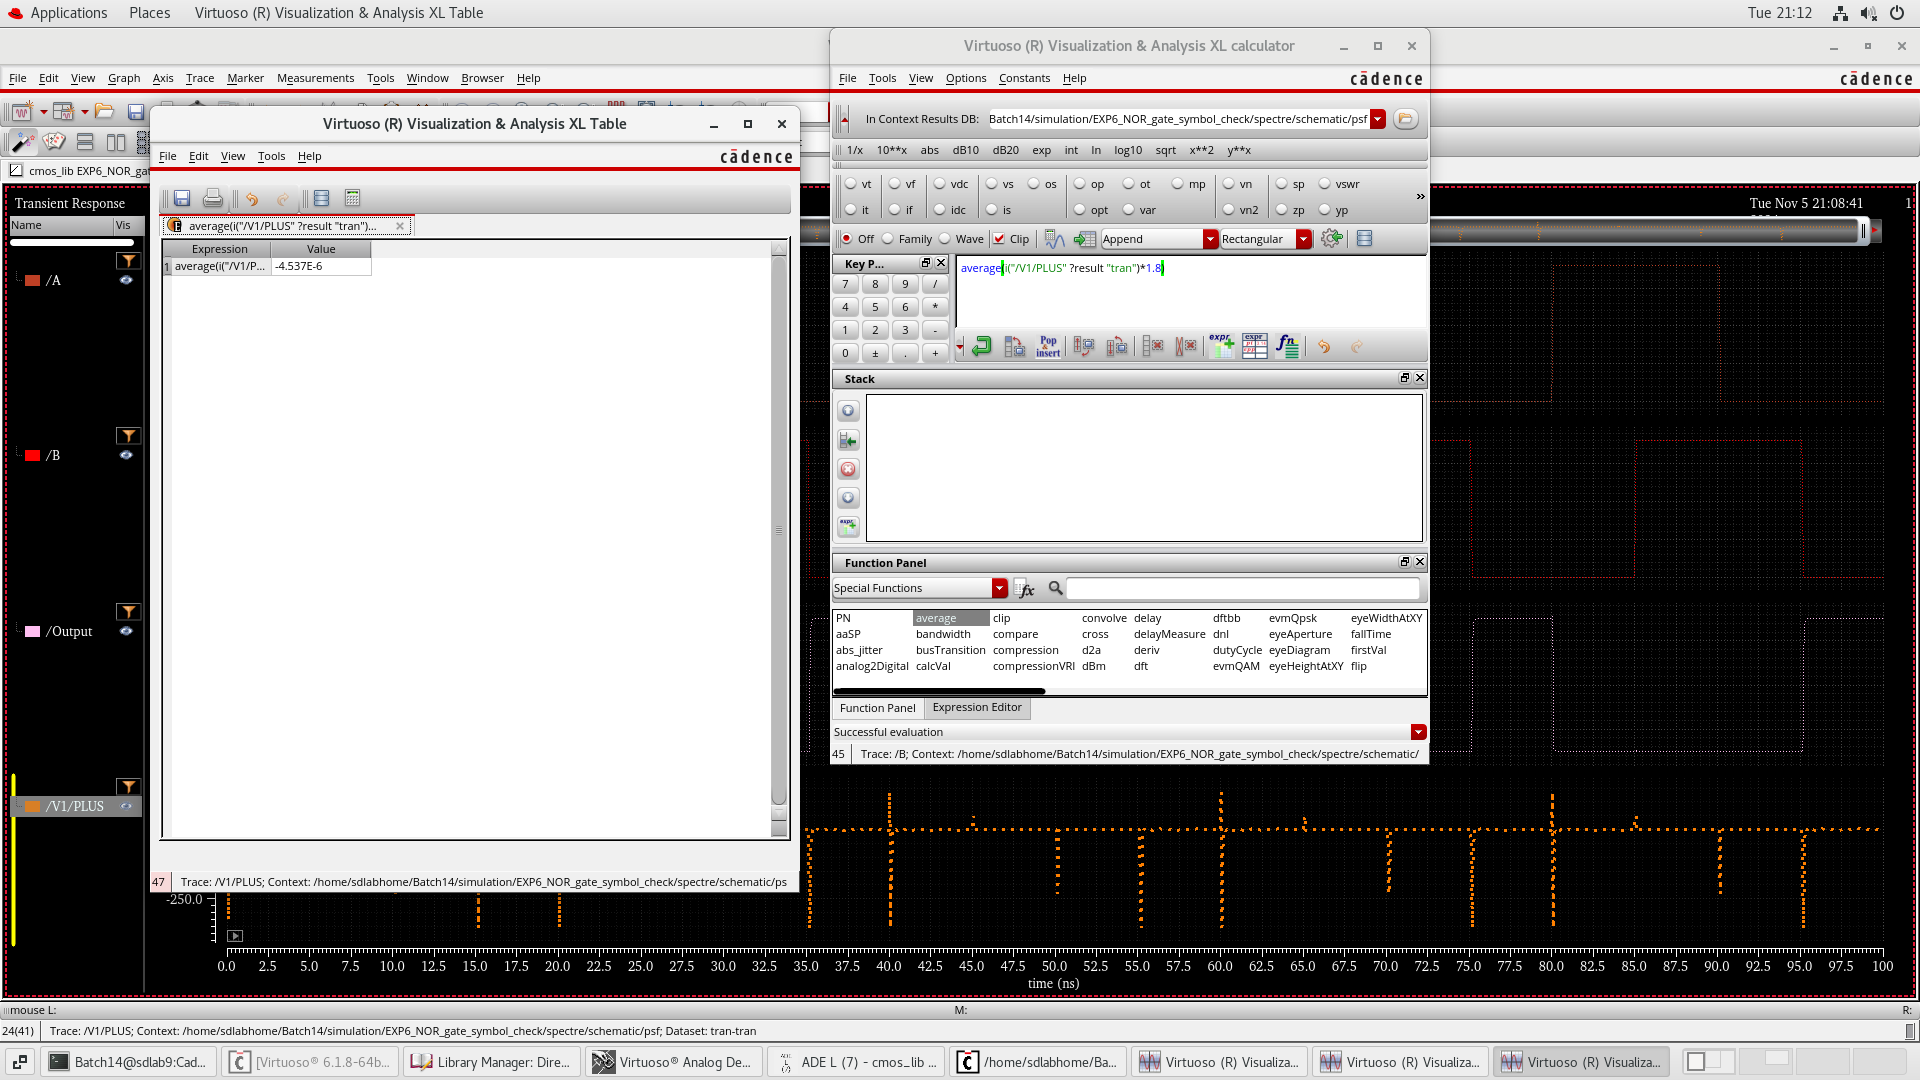 Applications Places Virtuoso (R) Visualization & Analysis XL Table Tue 21:12
Virtuoso (R) Visualization & Analysis XL calculator
File Edit View Graph Axis Trace Marker Measurements Tools Window Browser Help
File Tools View Options Constants Help cādence
cādence
Virtuoso (R) Visualization & Analysis XL Table
File Edit View Tools Help cādence
average(i("/V1/PLUS" ?result "tran")...
Expression Value
1 average(i("/V1/P... -4.537E-6
47 Trace: /V1/PLUS; Context: /home/sdlabhome/Batch14/simulation/EXP6_NOR_gate_symbol_check/spectre/schematic/ps
In Context Results DB: Batch14/simulation/EXP6_NOR_gate_symbol_check/spectre/schematic/psf
1/x 10**x abs dB10 dB20 exp int ln log10 sqrt x**2 y**x
vt vf vdc vs os op ot mp vn sp vswr »
it if idc is opt var vn2 zp yp
Off Family Wave Clip Append Rectangular
Key P...
7 8 9 /
4 5 6 *
1 2 3 -
0 ± . +
average(i("/V1/PLUS" ?result "tran")*1.8)
Pop insert
expr
expr
fn
Stack
expr
Function Panel
Special Functions fx
PN average clip convolve delay dftbb evmQpsk eyeWidthAtXY
aaSP bandwidth compare cross delayMeasure dnl eyeAperture fallTime
abs_jitter busTransition compression d2a deriv dutyCycle eyeDiagram firstVal
analog2Digital calcVal compressionVRI dBm dft evmQAM eyeHeightAtXY flip
Function Panel Expression Editor
Successful evaluation
45 Trace: /B; Context: /home/sdlabhome/Batch14/simulation/EXP6_NOR_gate_symbol_check/spectre/schematic/
cmos_lib EXP6_NOR_ga
Transient Response Tue Nov 5 21:08:41 1
Name Vis
/A
/B
/Output
/V1/PLUS
-250.0
0.0 2.5 5.0 7.5 10.0 12.5 15.0 17.5 20.0 22.5 25.0 27.5 30.0 32.5 35.0 37.5 40.0 42.5 45.0 47.5 50.0 52.5 55.0 57.5 60.0 62.5 65.0 67.5 70.0 72.5 75.0 77.5 80.0 82.5 85.0 87.5 90.0 92.5 95.0 97.5 100
time (ns)
mouse L: M: R:
24(41) Trace: /V1/PLUS; Context: /home/sdlabhome/Batch14/simulation/EXP6_NOR_gate_symbol_check/spectre/schematic/psf; Dataset: tran-tran
Batch14@sdlab9:Cad... [Virtuoso® 6.1.8-64b... Library Manager: Dire... Virtuoso® Analog De... ADE L (7) - cmos_lib ... /home/sdlabhome/Ba... Virtuoso (R) Visualiza... Virtuoso (R) Visualiza... Virtuoso (R) Visualiza...